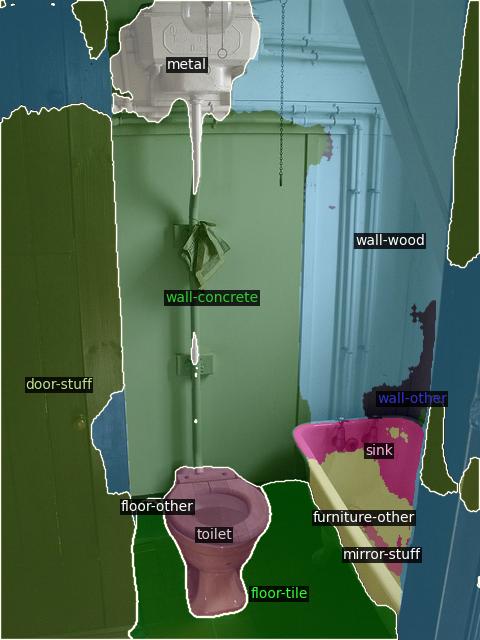 metal
wall-wood
wall-concrete
door-stuff
wall-other
sink
floor-other
furniture-other
toilet
mirror-stuff
floor-tile